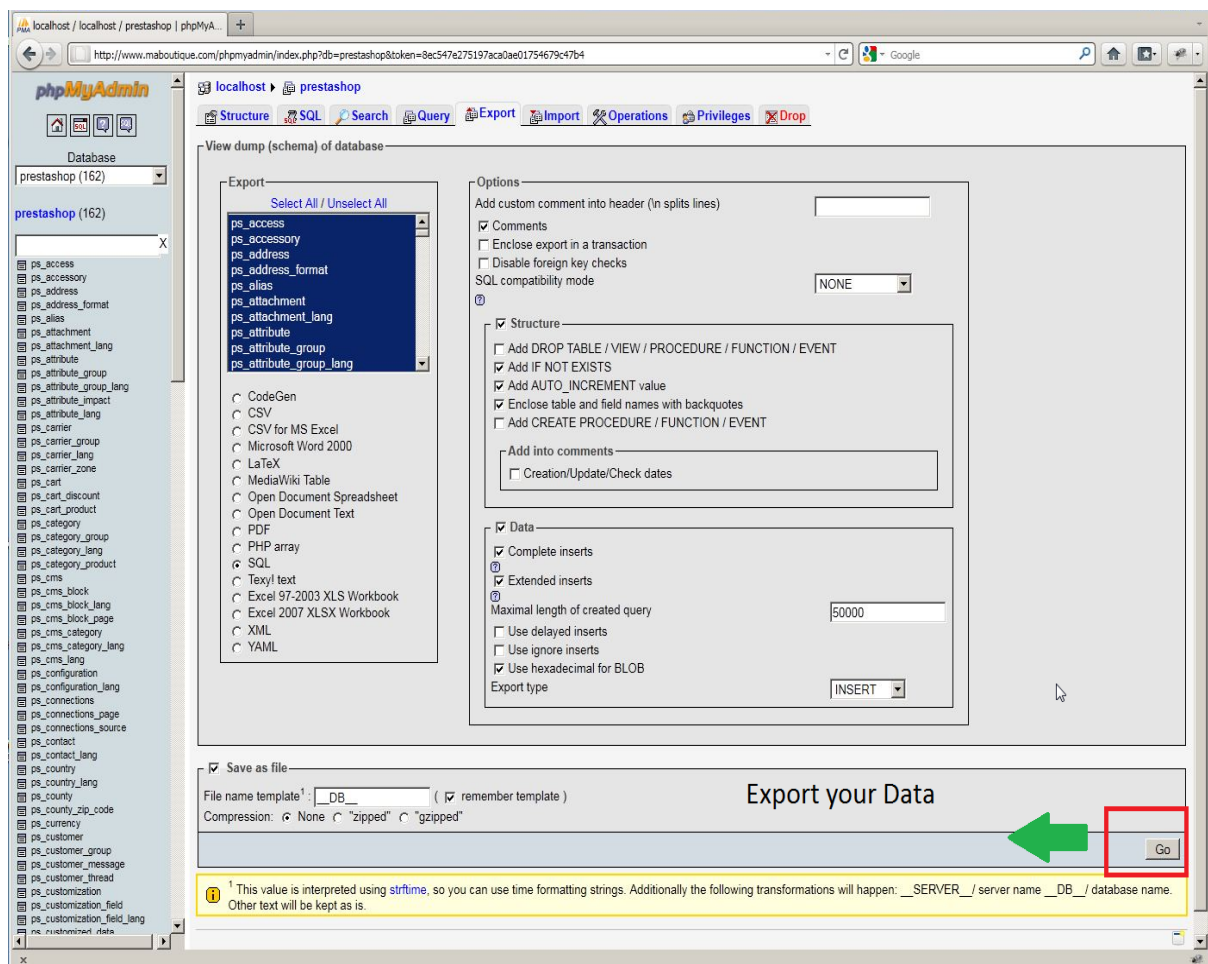 localhost / localhost / prestashop | phpMyA...
http://www.maboutique.com/phpmyadmin/index.php?db=prestashop&token=8ec547e275197aca0ae01754679c47b4
Google
phpMyAdmin
SQL
Database
prestashop (162)
prestashop (162)
X
ps_access
ps_accessory
ps_address
ps_address_format
ps_alias
ps_attachment
ps_attachment_lang
ps_attribute
ps_attribute_group
ps_attribute_group_lang
ps_attribute_impact
ps_attribute_lang
ps_carrier
ps_carrier_group
ps_carrier_lang
ps_carrier_zone
ps_cart
ps_cart_discount
ps_cart_product
ps_category
ps_category_group
ps_category_lang
ps_category_product
ps_cms
ps_cms_block
ps_cms_block_lang
ps_cms_block_page
ps_cms_category
ps_cms_category_lang
ps_cms_lang
ps_configuration
ps_configuration_lang
ps_connections
ps_connections_page
ps_connections_source
ps_contact
ps_contact_lang
ps_country
ps_country_lang
ps_county
ps_county_zip_code
ps_currency
ps_customer
ps_customer_group
ps_customer_message
ps_customer_thread
ps_customization
ps_customization_field
ps_customization_field_lang
ps_customized_data
localhost ▸ prestashop
Structure SQL Search Query Export Import Operations Privileges Drop
View dump (schema) of database
Export
Select All / Unselect All
ps_access
ps_accessory
ps_address
ps_address_format
ps_alias
ps_attachment
ps_attachment_lang
ps_attribute
ps_attribute_group
ps_attribute_group_lang
CodeGen
CSV
CSV for MS Excel
Microsoft Word 2000
LaTeX
MediaWiki Table
Open Document Spreadsheet
Open Document Text
PDF
PHP array
SQL
Texy! text
Excel 97-2003 XLS Workbook
Excel 2007 XLSX Workbook
XML
YAML
Options
Add custom comment into header (\n splits lines)
Comments
Enclose export in a transaction
Disable foreign key checks
SQL compatibility mode NONE
Structure
Add DROP TABLE / VIEW / PROCEDURE / FUNCTION / EVENT
Add IF NOT EXISTS
Add AUTO_INCREMENT value
Enclose table and field names with backquotes
Add CREATE PROCEDURE / FUNCTION / EVENT
Add into comments
Creation/Update/Check dates
Data
Complete inserts
Extended inserts
Maximal length of created query 50000
Use delayed inserts
Use ignore inserts
Use hexadecimal for BLOB
Export type INSERT
Save as file
File name template1 : __DB__ ( remember template )
Compression: None "zipped" "gzipped"
Export your Data
Go
1 This value is interpreted using strftime, so you can use time formatting strings. Additionally the following transformations will happen: __SERVER__/ server name __DB__/ database name.
Other text will be kept as is.